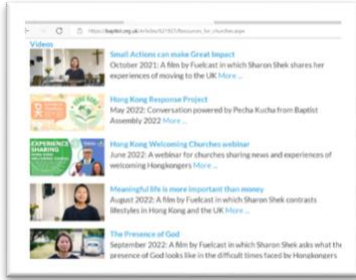 https://baptist.org.uk/Articles/621927/Resources_for_churches.aspx
Videos
Small Actions can make Great Impact
October 2021: A film by Fuelcast in which Sharon Shek shares her
experiences of moving to the UK More ...
Hong Kong Response Project
May 2022: Conversation powered by Pecha Kucha from Baptist
Assembly 2022 More ...
EXPERIENCE
SHARING
Hong Kong Welcoming Churches webinar
June 2022: A webinar for churches sharing news and experiences of
welcoming Hongkongers More ...
Meaningful life is more important than money
August 2022: A film by Fuelcast in which Sharon Shek contrasts
lifestyles in Hong Kong and the UK More ...
The Presence of God
September 2022: A film by Fuelcast in which Sharon Shek asks what the
presence of God looks like in the difficult times faced by Hongkongers